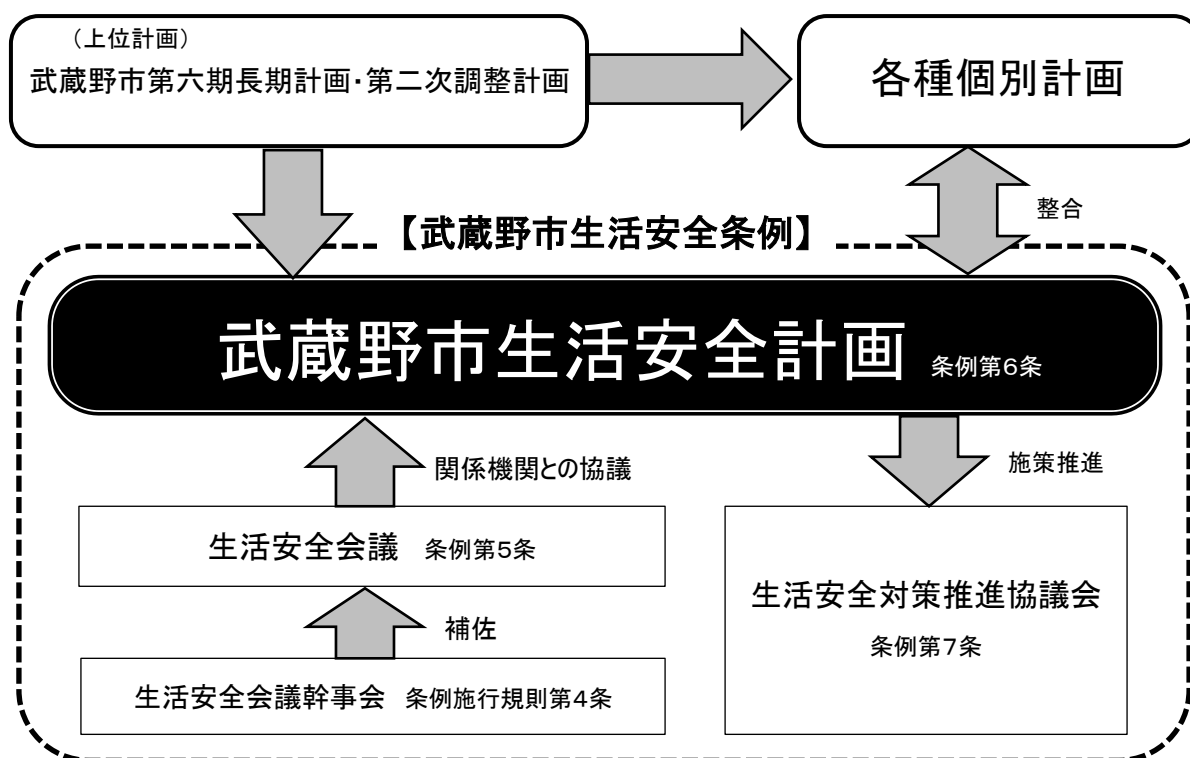 （上位計画）
武蔵野市第六期長期計画・第二次調整計画
各種個別計画
整合
【武蔵野市生活安全条例】
武蔵野市生活安全計画 条例第６条
関係機関との協議
施策推進
生活安全会議 条例第５条
補佐
生活安全会議幹事会 条例施行規則第４条
生活安全対策推進協議会
条例第７条